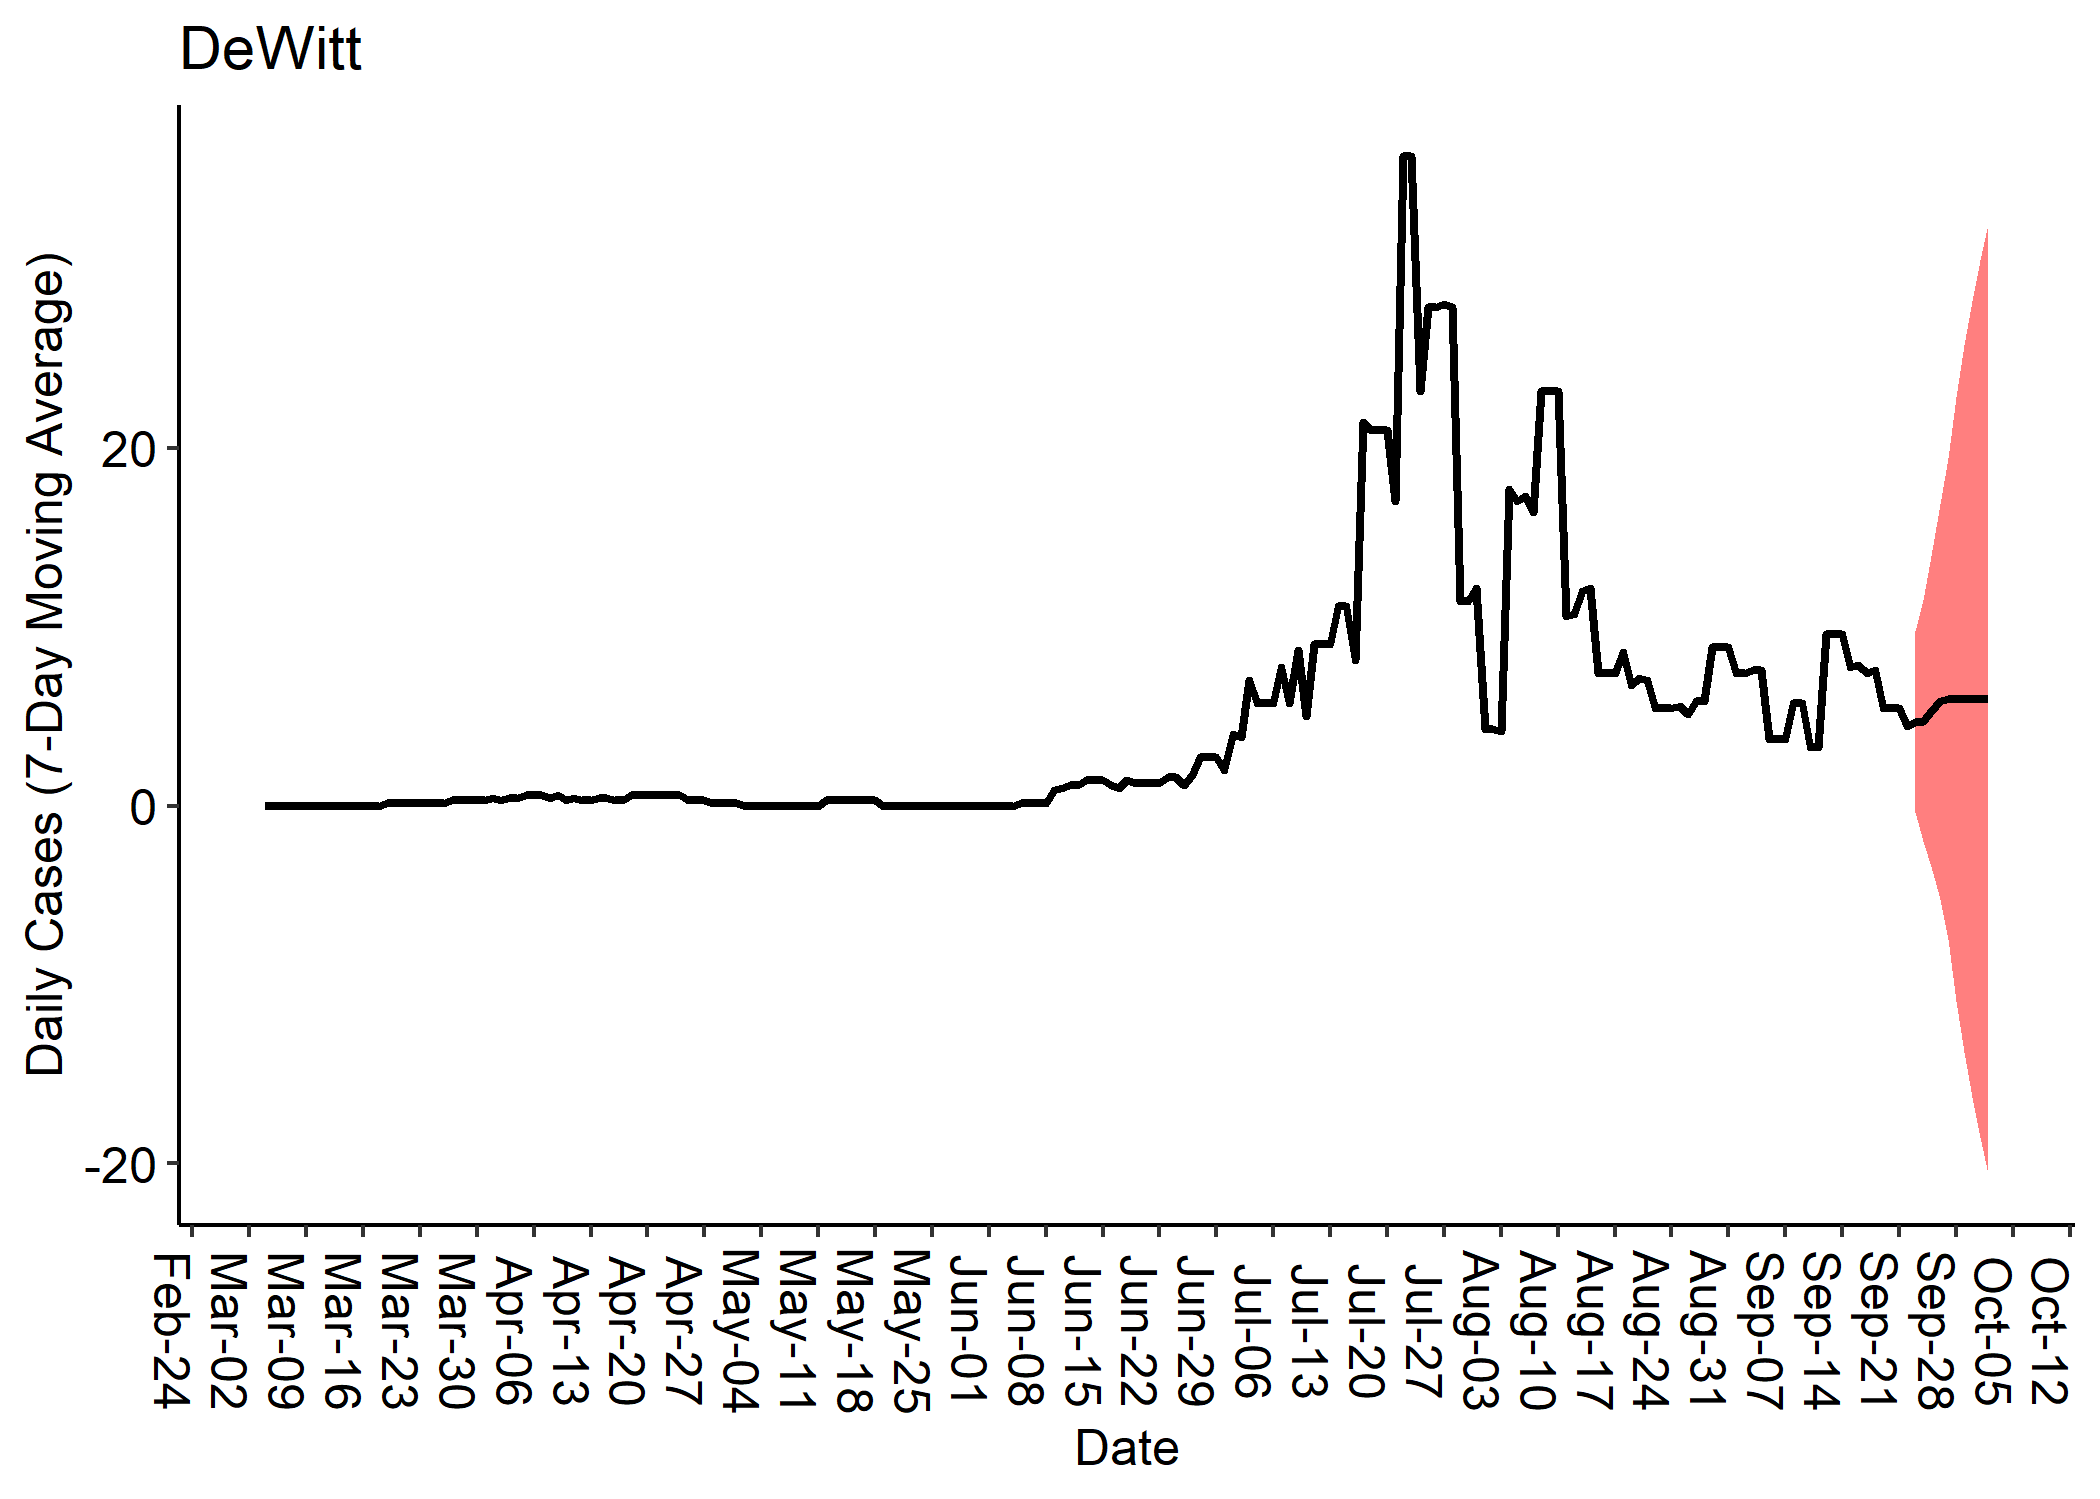 DeWitt
Daily Cases (7-Day Moving Average)
20
0
-20
Feb-24
Mar-02
Mar-09
Mar-16
Mar-23
Mar-30
Apr-06
Apr-13
Apr-20
Apr-27
May-04
May-11
May-18
May-25
Jun-01
Jun-08
Jun-15
Jun-22
Jun-29
Jul-06
Jul-13
Jul-20
Jul-27
Aug-03
Aug-10
Aug-17
Aug-24
Aug-31
Sep-07
Sep-14
Sep-21
Sep-28
Oct-05
Oct-12
Date